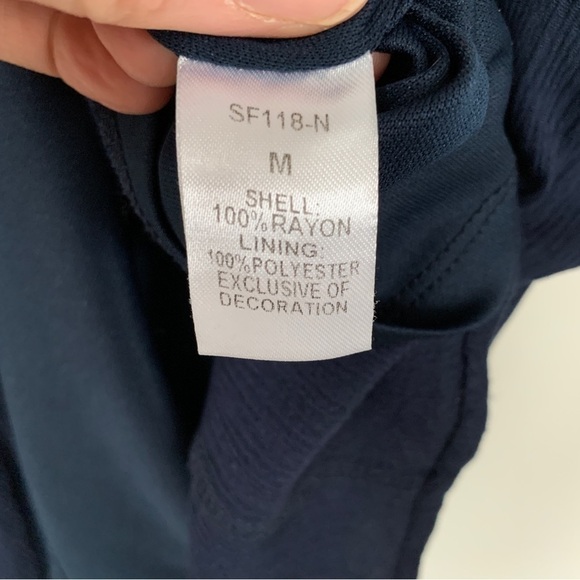 SF118-N
M
SHELL:
100%RAYON
LINING:
100%POLYESTER
EXCLUSIVE OF
DECORATION